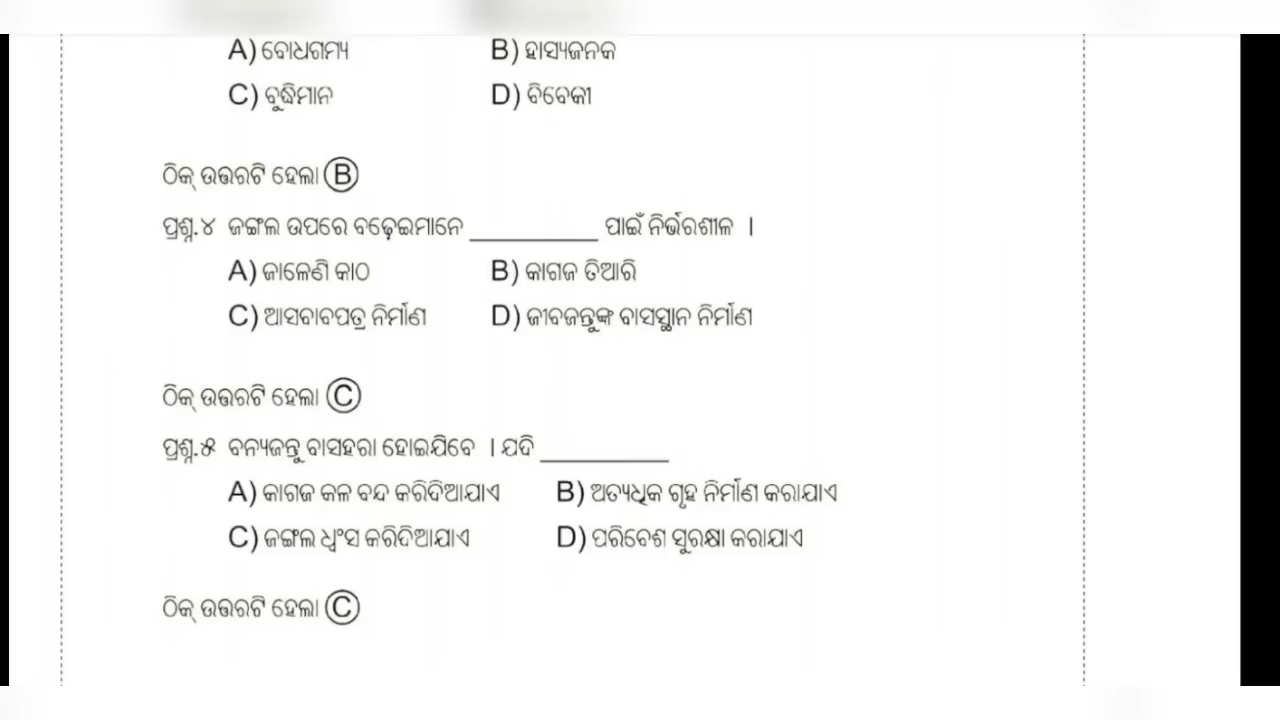 A) ବୋଧଗମ୍ୟ B) ହାସ୍ୟଜନକ
C) ବୁଦ୍ଧିମାନ D) ବିବେକୀ
ଠିକ୍ ଉତ୍ତରଟି ହେଲା B
ପ୍ରଶ୍ନ.୪ ଜଙ୍ଗଲ ଉପରେ ବଢ଼େଇମାନେ __________ ପାଇଁ ନିର୍ଭରଶୀଳ ।
A) ଜାଳେଣି କାଠ B) କାଗଜ ତିଆରି
C) ଆସବାବପତ୍ର ନିର୍ମାଣ D) ଜୀବଜନ୍ତୁଙ୍କ ବାସସ୍ଥାନ ନିର୍ମାଣ
ଠିକ୍ ଉତ୍ତରଟି ହେଲା C
ପ୍ରଶ୍ନ.୫ ବନ୍ୟଜନ୍ତୁ ବାସହରା ହୋଇଯିବେ । ଯଦି __________
A) କାଗଜ କଳ ବନ୍ଦ କରିଦିଆଯାଏ B) ଅତ୍ୟଧିକ ଗୃହ ନିର୍ମାଣ କରାଯାଏ
C) ଜଙ୍ଗଲ ଧ୍ୱଂସ କରିଦିଆଯାଏ D) ପରିବେଶ ସୁରକ୍ଷା କରାଯାଏ
ଠିକ୍ ଉତ୍ତରଟି ହେଲା C